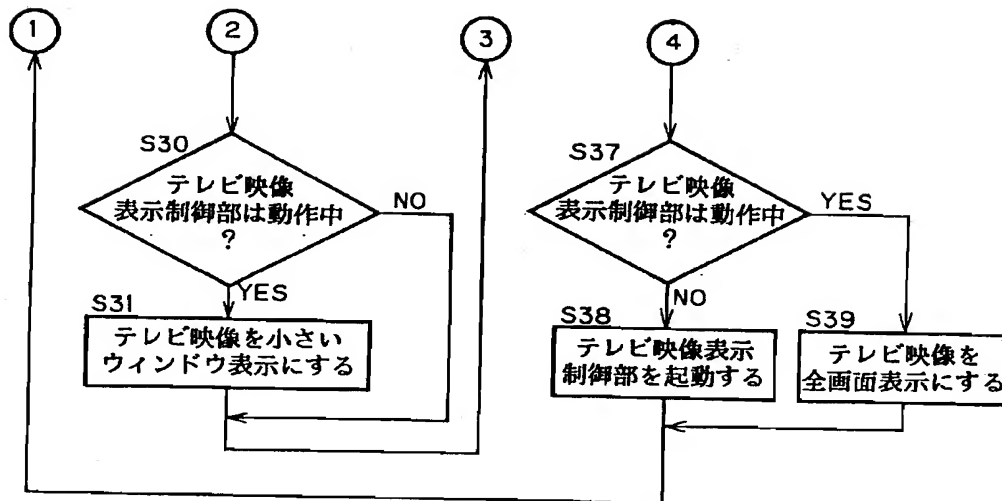 1
2
3
4
S30
テレビ映像
表示制御部は動作中
?
NO
YES
S31
テレビ映像を小さい
ウィンドウ表示にする
S37
テレビ映像
表示制御部は動作中
?
YES
NO
S38
テレビ映像表示
制御部を起動する
S39
テレビ映像を
全画面表示にする